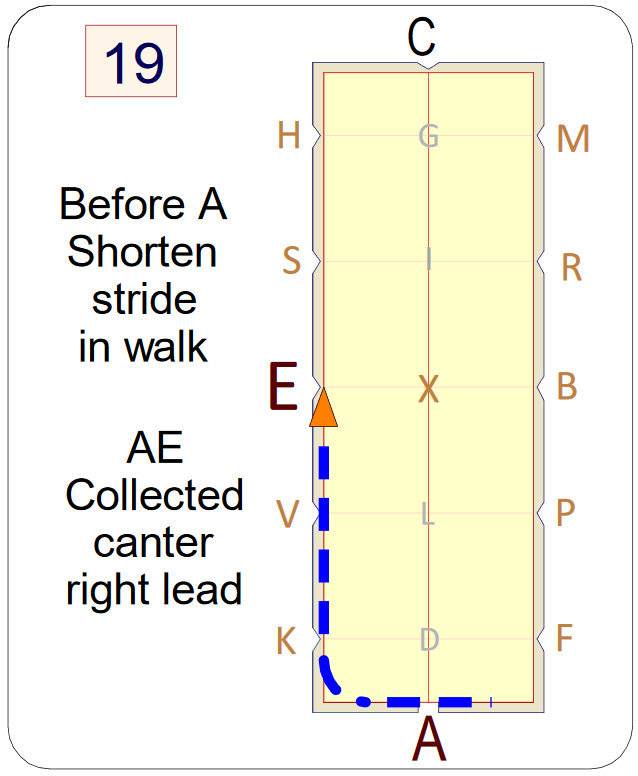 19
C
H G M
Before A
Shorten
stride
in walk
S I R
E X B
AE
Collected
canter
right lead
V L P
K D F
A